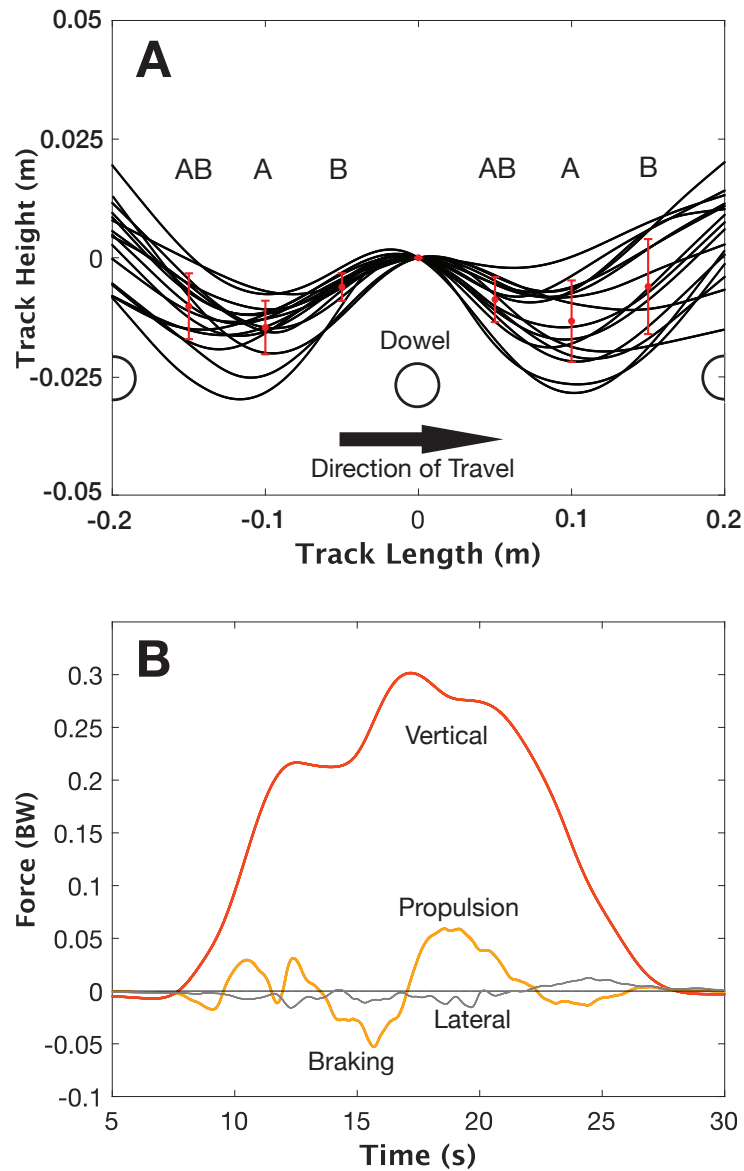 A
0.05
0.025
0
-0.025
-0.05
Track Height (m)
AB A B AB A B
Dowel
Direction of Travel
-0.2 -0.1 0 0.1 0.2
Track Length (m)
B
0.3
0.25
0.2
0.15
0.1
0.05
0
-0.05
-0.1
Force (BW)
Vertical
Propulsion
Lateral
Braking
5 10 15 20 25 30
Time (s)